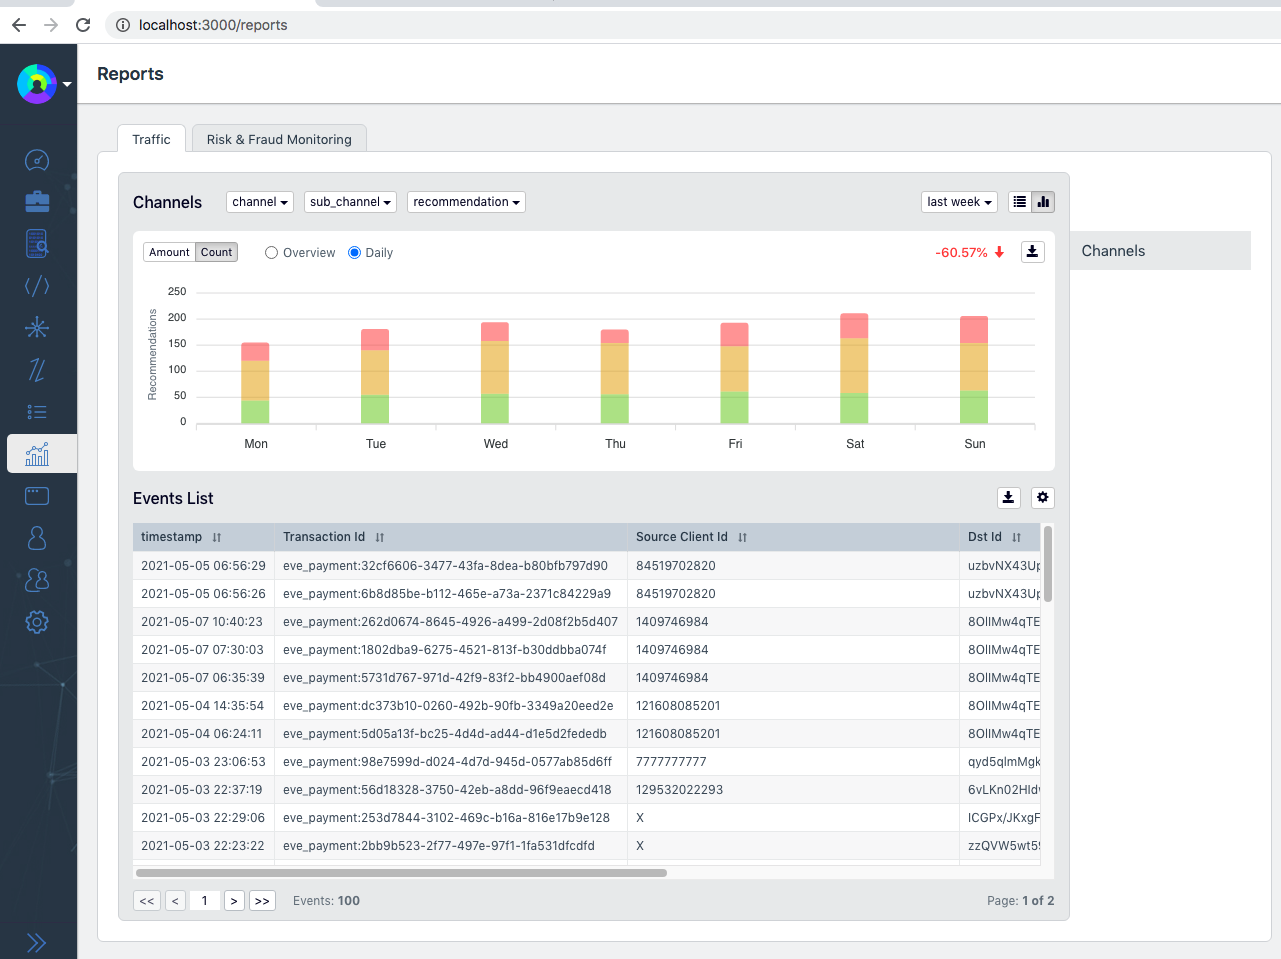 localhost:3000/reports
Reports
Traffic
Risk & Fraud Monitoring
Channels
channel
sub_channel
recommendation
last week
Amount
Count
Overview
Daily
-60.57%
Channels
250
200
150
100
50
0
Recommendations
Mon
Tue
Wed
Thu
Fri
Sat
Sun
Events List
timestamp
Transaction Id
Source Client Id
Dst Id
2021-05-05 06:56:29 eve_payment:32cf6606-3477-43fa-8dea-b80bfb797d90 84519702820 uzbvNX43Up
2021-05-05 06:56:26 eve_payment:6b8d85be-b112-465e-a73a-2371c84229a9 84519702820 uzbvNX43Up
2021-05-07 10:40:23 eve_payment:262d0674-8645-4926-a499-2d08f2b5d407 1409746984 8OlIMw4qTE
2021-05-07 07:30:03 eve_payment:1802dba9-6275-4521-813f-b30ddbba074f 1409746984 8OlIMw4qTE
2021-05-07 06:35:39 eve_payment:5731d767-971d-42f9-83f2-bb4900aef08d 1409746984 8OlIMw4qTE
2021-05-04 14:35:54 eve_payment:dc373b10-0260-492b-90fb-3349a20eed2e 121608085201 8OlIMw4qTE
2021-05-04 06:24:11 eve_payment:5d05a13f-bc25-4d4d-ad44-d1e5d2fededb 121608085201 8OlIMw4qTE
2021-05-03 23:06:53 eve_payment:98e7599d-d024-4d7d-945d-0577ab85d6ff 7777777777 qyd5qlmMgk
2021-05-03 22:37:19 eve_payment:56d18328-3750-42eb-a8dd-96f9eaecd418 129532022293 6vLKn02HIdv
2021-05-03 22:29:06 eve_payment:253d7844-3102-469c-b16a-816e17b9e128 X ICGPx/JKxgF
2021-05-03 22:23:22 eve_payment:2bb9b523-2f77-497e-97f1-1fa531dfcdfd X zzQVW5wt59
<<
<
1
>
>>
Events: 100
Page: 1 of 2